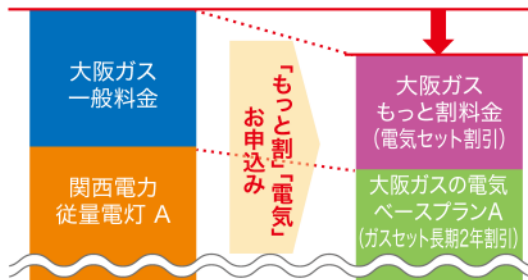 大阪ガス
一般料金
関西電力
従量電灯 A
「もっと割」「電気」
お申込み
大阪ガス
もっと割料金
(電気セット割引)
大阪ガスの電気
ベースプランA
(ガスセット長期2年割引)